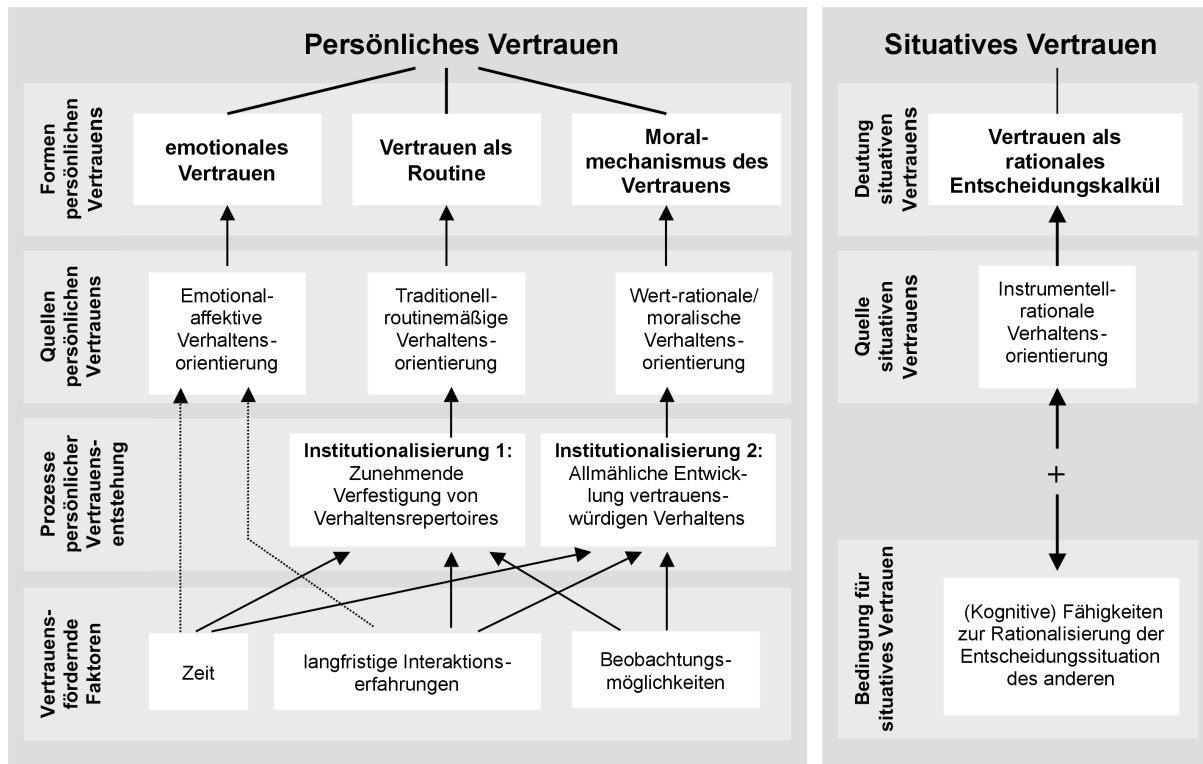 Persönliches Vertrauen
Formen
persönlichen
Vertrauens
emotionales
Vertrauen
Vertrauen als
Routine
Moral-
mechanismus des
Vertrauens
Quellen
persönlichen
Vertrauens
Emotional-
affektive
Verhaltens-
orientierung
Traditionell-
routinemäßige
Verhaltens-
orientierung
Wert-rationale/
moralische
Verhaltens-
orientierung
Prozesse
persönlicher
Vertrauens-
entstehung
Institutionalisierung 1:
Zunehmende
Verfestigung von
Verhaltensrepertoires
Institutionalisierung 2:
Allmähliche Entwick-
lung vertrauens-
würdigen Verhaltens
Vertrauens-
fördernde
Faktoren
Zeit
langfristige Interaktions-
erfahrungen
Beobachtungs-
möglichkeiten
Situatives Vertrauen
Deutung
situativen
Vertrauens
Vertrauen als
rationales
Entscheidungskalkül
Quelle
situativen
Vertrauens
Instrumentell-
rationale
Verhaltens-
orientierung
+
Bedingung für
situatives Vertrauen
(Kognitive) Fähigkeiten
zur Rationalisierung der
Entscheidungssituation
des anderen